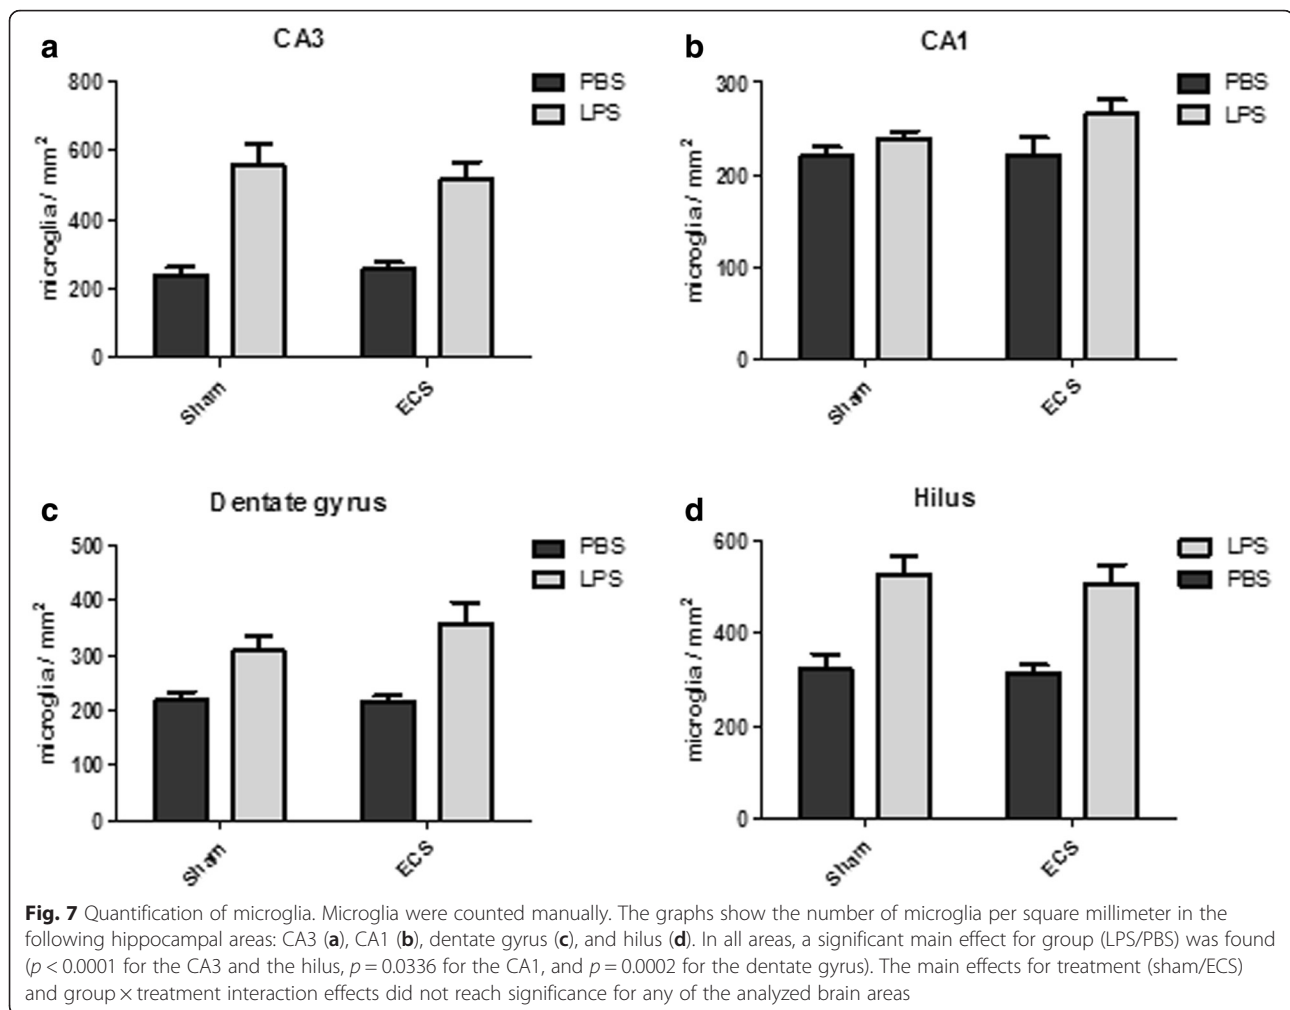 a
CA3
800
600
400
200
0
microglia / mm²
PBS
LPS
Sham
ECS
b
CA1
300
200
100
0
microglia / mm²
PBS
LPS
Sham
ECS
c
Dentate gyrus
500
400
300
200
100
0
microglia / mm²
PBS
LPS
Sham
ECS
d
Hilus
600
400
200
0
microglia / mm²
LPS
PBS
Sham
ECS
Fig. 7 Quantification of microglia. Microglia were counted manually. The graphs show the number of microglia per square millimeter in the
following hippocampal areas: CA3 (a), CA1 (b), dentate gyrus (c), and hilus (d). In all areas, a significant main effect for group (LPS/PBS) was found
(p < 0.0001 for the CA3 and the hilus, p = 0.0336 for the CA1, and p = 0.0002 for the dentate gyrus). The main effects for treatment (sham/ECS)
and group × treatment interaction effects did not reach significance for any of the analyzed brain areas